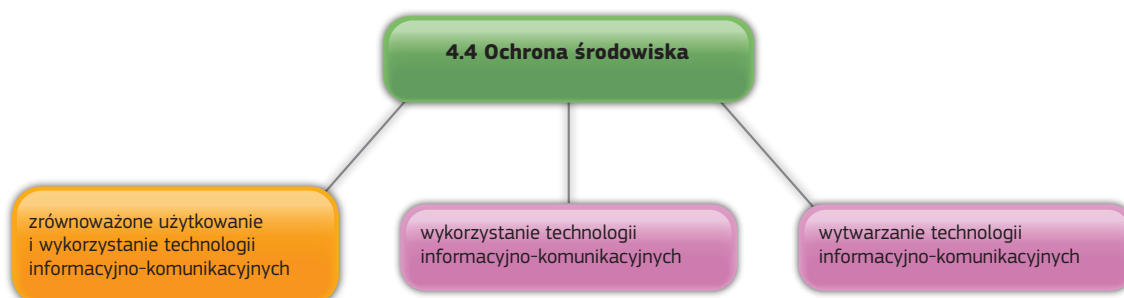 4.4 Ochrona środowiska
zrównoważone użytkowanie
i wykorzystanie technologii
informacyjno-komunikacyjnych
wykorzystanie technologii
informacyjno-komunikacyjnych
wytwarzanie technologii
informacyjno-komunikacyjnych